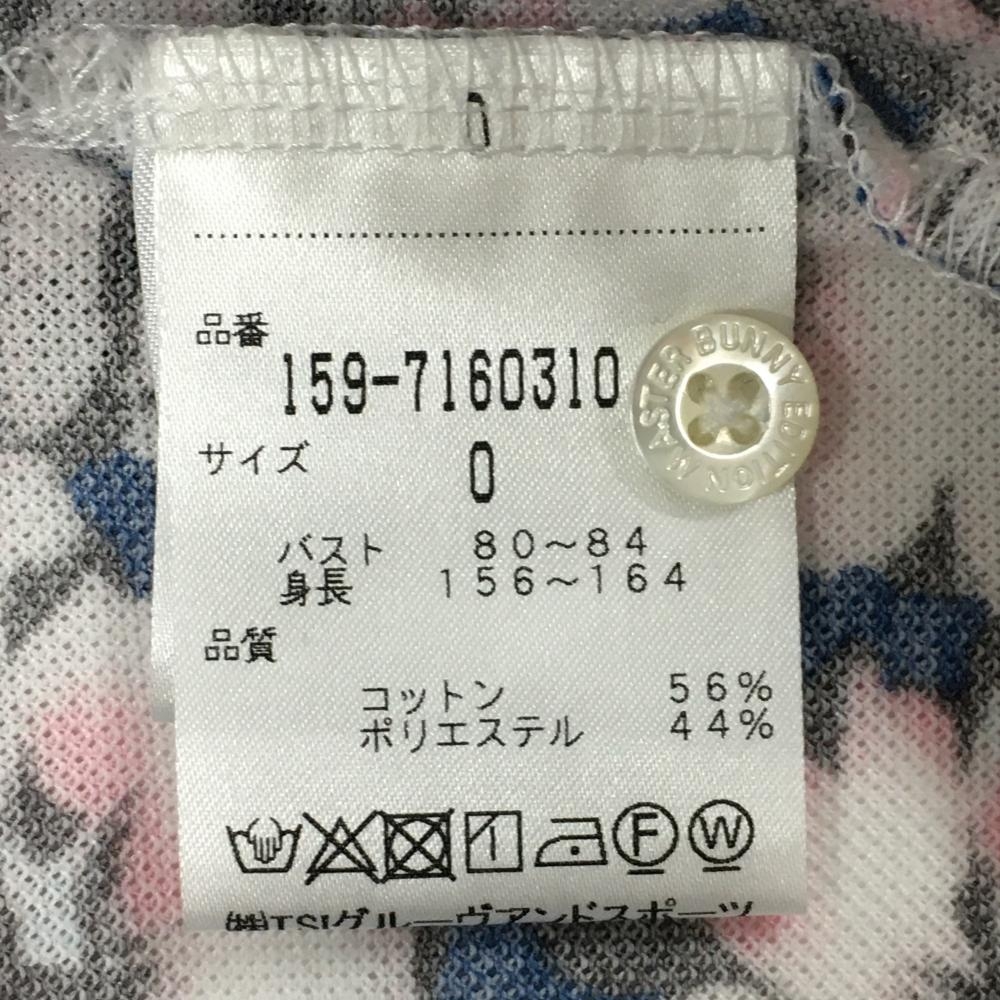 0
品番
159-7160310
サイズ 0
バスト 80~84
身長 156~164
品質
コットン 56%
ポリエステル 44%
F W
㈱TSIグルーヴアンドスポーツ
MASTER BUNNY EDITION